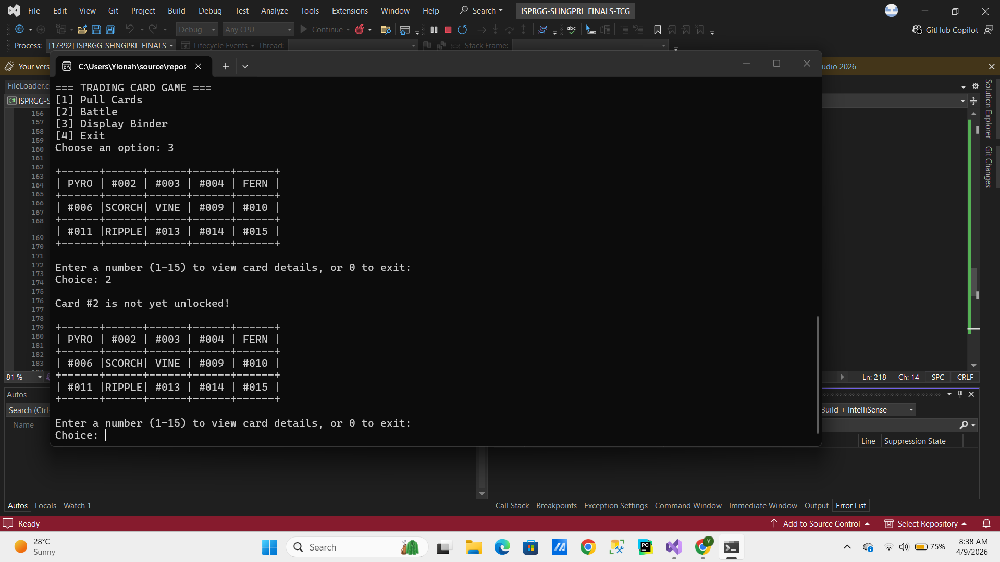 File Edit View Git Project Build Debug Test Analyze Tools Extensions Window Help Search ISPRGG-SHNGPRL_FINALS-TCG
Debug Any CPU Continue abc GitHub Copilot
Process: [17392] ISPRGG-SHNGPRL_FINALS Lifecycle Events Thread: Stack Frame:
Your vers
udio 2026
C:\Users\Ylonah\source\repos
FileLoader.c
C# ISPRGG-S
Solution Explorer
Git Changes
156
157
158
159
160
161
162
163
164
165
166
167
168
169
170
171
172
173
174
175
176
177
178
179
180
181
182
183
=== TRADING CARD GAME ===
[1] Pull Cards
[2] Battle
[3] Display Binder
[4] Exit
Choose an option: 3
+------+------+------+------+------+
| PYRO | #002 | #003 | #004 | FERN |
+------+------+------+------+------+
| #006 |SCORCH| VINE | #009 | #010 |
+------+------+------+------+------+
| #011 |RIPPLE| #013 | #014 | #015 |
+------+------+------+------+------+
Enter a number (1-15) to view card details, or 0 to exit:
Choice: 2
Card #2 is not yet unlocked!
+------+------+------+------+------+
| PYRO | #002 | #003 | #004 | FERN |
+------+------+------+------+------+
| #006 |SCORCH| VINE | #009 | #010 |
+------+------+------+------+------+
| #011 |RIPPLE| #013 | #014 | #015 |
+------+------+------+------+------+
Enter a number (1-15) to view card details, or 0 to exit:
Choice:
81 % Ln: 218 Ch: 14 SPC CRLF
Autos
Search (Ctrl-
Name
Build + IntelliSense
Line Suppression State
Autos Locals Watch 1
Call Stack Breakpoints Exception Settings Command Window Immediate Window Output Error List
Ready Add to Source Control Select Repository
28°C
Sunny
Search
PC
Y
75%
8:38 AM
4/9/2026